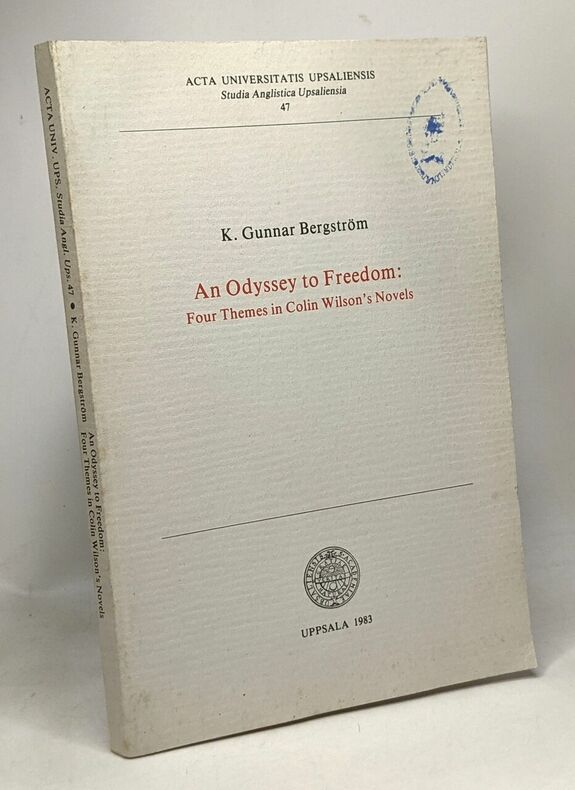 ACTA UNIVERSITATIS UPSALIENSIS
Studia Anglistica Upsaliensia
47
K. Gunnar Bergström
An Odyssey to Freedom:
Four Themes in Colin Wilson's Novels
UPPSALA 1983
ACTA UNIV. UPS. Studia Angl. Ups. 47 ● K. Gunnar Bergström An Odyssey to Freedom:
Four Themes in Colin Wilson's Novels